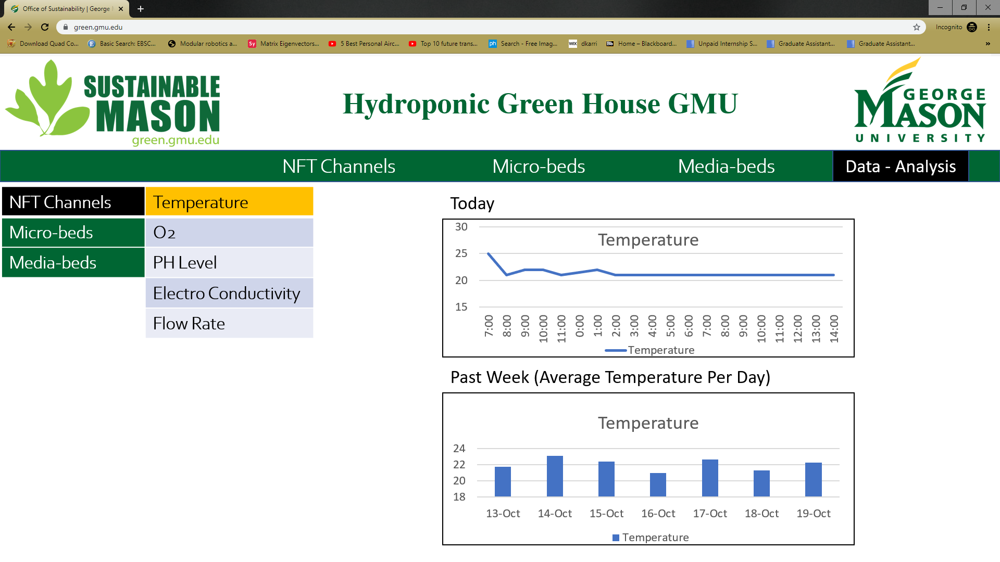 Office of Sustainability | George
green.gmu.edu
Incognito
Download Quad Co...
Basic Search: EBSC...
Modular robotics a...
Sy
Matrix Eigenvectors...
5 Best Personal Airc...
Top 10 future trans...
ph
Search - Free Imag...
WIX
dkarri
Bb
Home – Blackboard...
Unpaid Internship S...
Graduate Assistant...
Graduate Assistant...
SUSTAINABLE
MASON
green.gmu.edu
Hydroponic Green House GMU
GEORGE
MASON
UNIVERSITY
NFT Channels
Micro-beds
Media-beds
Data - Analysis
NFT Channels
Temperature
Micro-beds
O2
Media-beds
PH Level
Electro Conductivity
Flow Rate
Today
Temperature
30
25
20
15
7:00
8:00
9:00
10:00
11:00
0:00
1:00
2:00
3:00
4:00
5:00
6:00
7:00
8:00
9:00
10:00
11:00
12:00
13:00
14:00
Temperature
Past Week (Average Temperature Per Day)
Temperature
24
22
20
18
13-Oct
14-Oct
15-Oct
16-Oct
17-Oct
18-Oct
19-Oct
Temperature